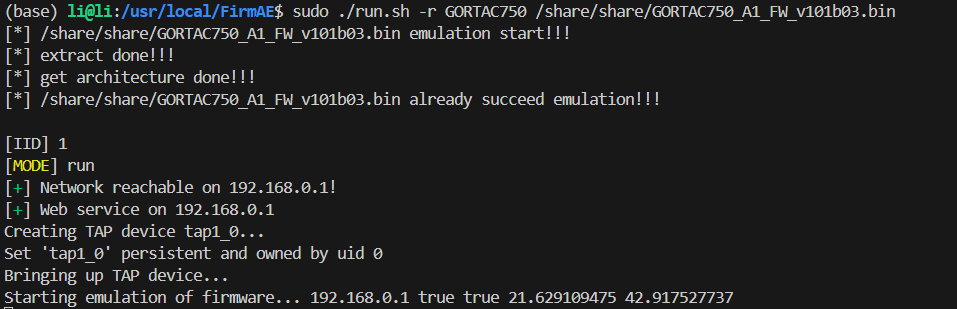 (base) li@li:/usr/local/FirmAE$ sudo ./run.sh -r GORTAC750 /share/share/GORTAC750_A1_FW_v101b03.bin
[*] /share/share/GORTAC750_A1_FW_v101b03.bin emulation start!!!
[*] extract done!!!
[*] get architecture done!!!
[*] /share/share/GORTAC750_A1_FW_v101b03.bin already succeed emulation!!!

[IID] 1
[MODE] run
[+] Network reachable on 192.168.0.1!
[+] Web service on 192.168.0.1
Creating TAP device tap1_0...
Set 'tap1_0' persistent and owned by uid 0
Bringing up TAP device...
Starting emulation of firmware... 192.168.0.1 true true 21.629109475 42.917527737